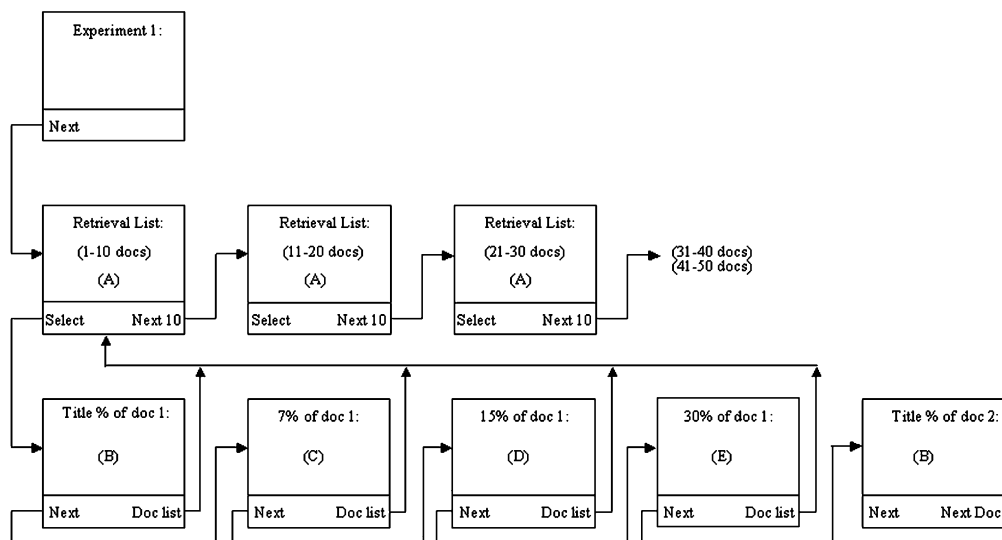 Experiment 1:
Next
Retrieval List:
(1-10 docs)
(A)
Select Next 10
Retrieval List:
(11-20 docs)
(A)
Select Next 10
Retrieval List:
(21-30 docs)
(A)
Select Next 10
(31-40 docs)
(41-50 docs)
Title % of doc 1:
(B)
Next Doc list
7% of doc 1:
(C)
Next Doc list
15% of doc 1:
(D)
Next Doc list
30% of doc 1:
(E)
Next Doc list
Title % of doc 2:
(B)
Next Next Doc